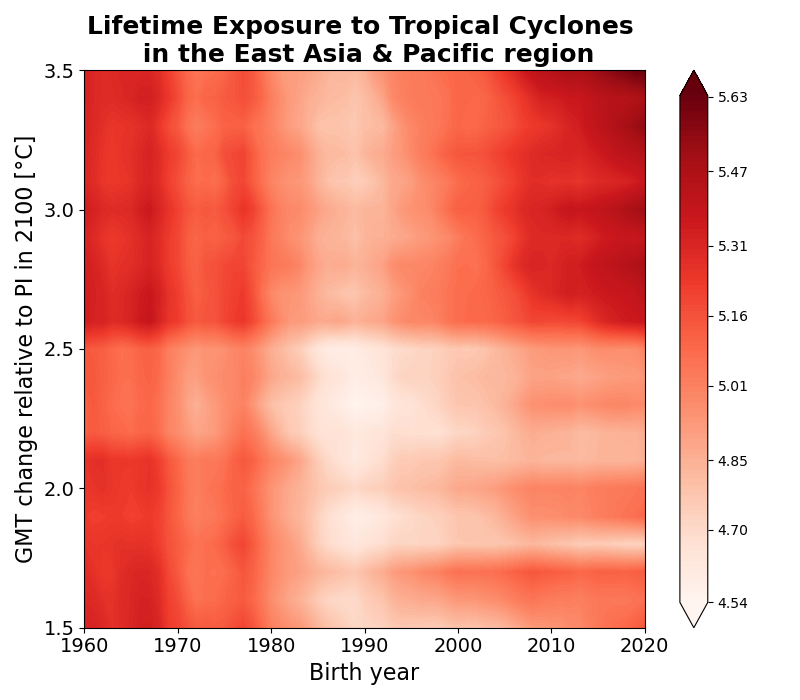 Lifetime Exposure to Tropical Cyclones
in the East Asia & Pacific region
GMT change relative to PI in 2100 [°C]
3.5
3.0
2.5
2.0
1.5
1960 1970 1980 1990 2000 2010 2020
Birth year
5.63
5.47
5.31
5.16
5.01
4.85
4.70
4.54